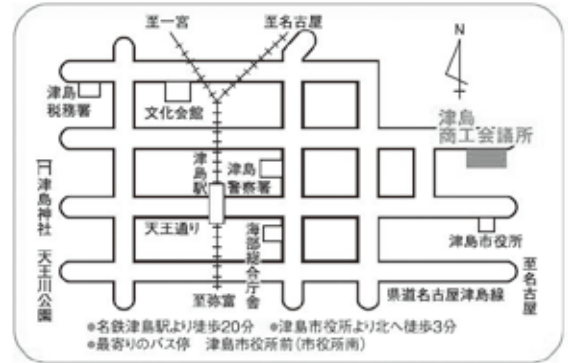 至一宮
至名古屋
N
津島
税務署
文化会館
津島
商工会議所
津島駅
津島
警察署
津島神社 天王川公園
天王通り
海部総合庁舎
津島市役所
至名古屋
至弥富
県道名古屋津島線
●名鉄津島駅より徒歩20分 ●津島市役所より北へ徒歩3分
●最寄りのバス停 津島市役所前(市役所南)